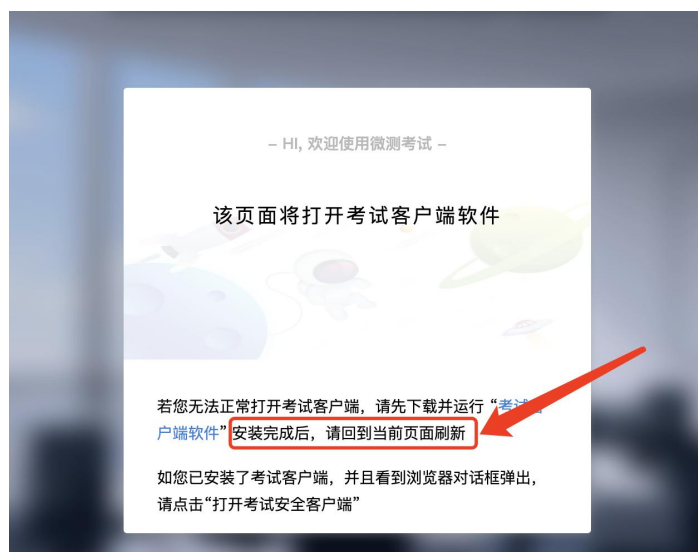 – HI, 欢迎使用微测考试 –
该页面将打开考试客户端软件
若您无法正常打开考试客户端，请先下载并运行“考试
户端软件”安装完成后，请回到当前页面刷新
如您已安装了考试客户端，并且看到浏览器对话框弹出，
请点击“打开考试安全客户端”